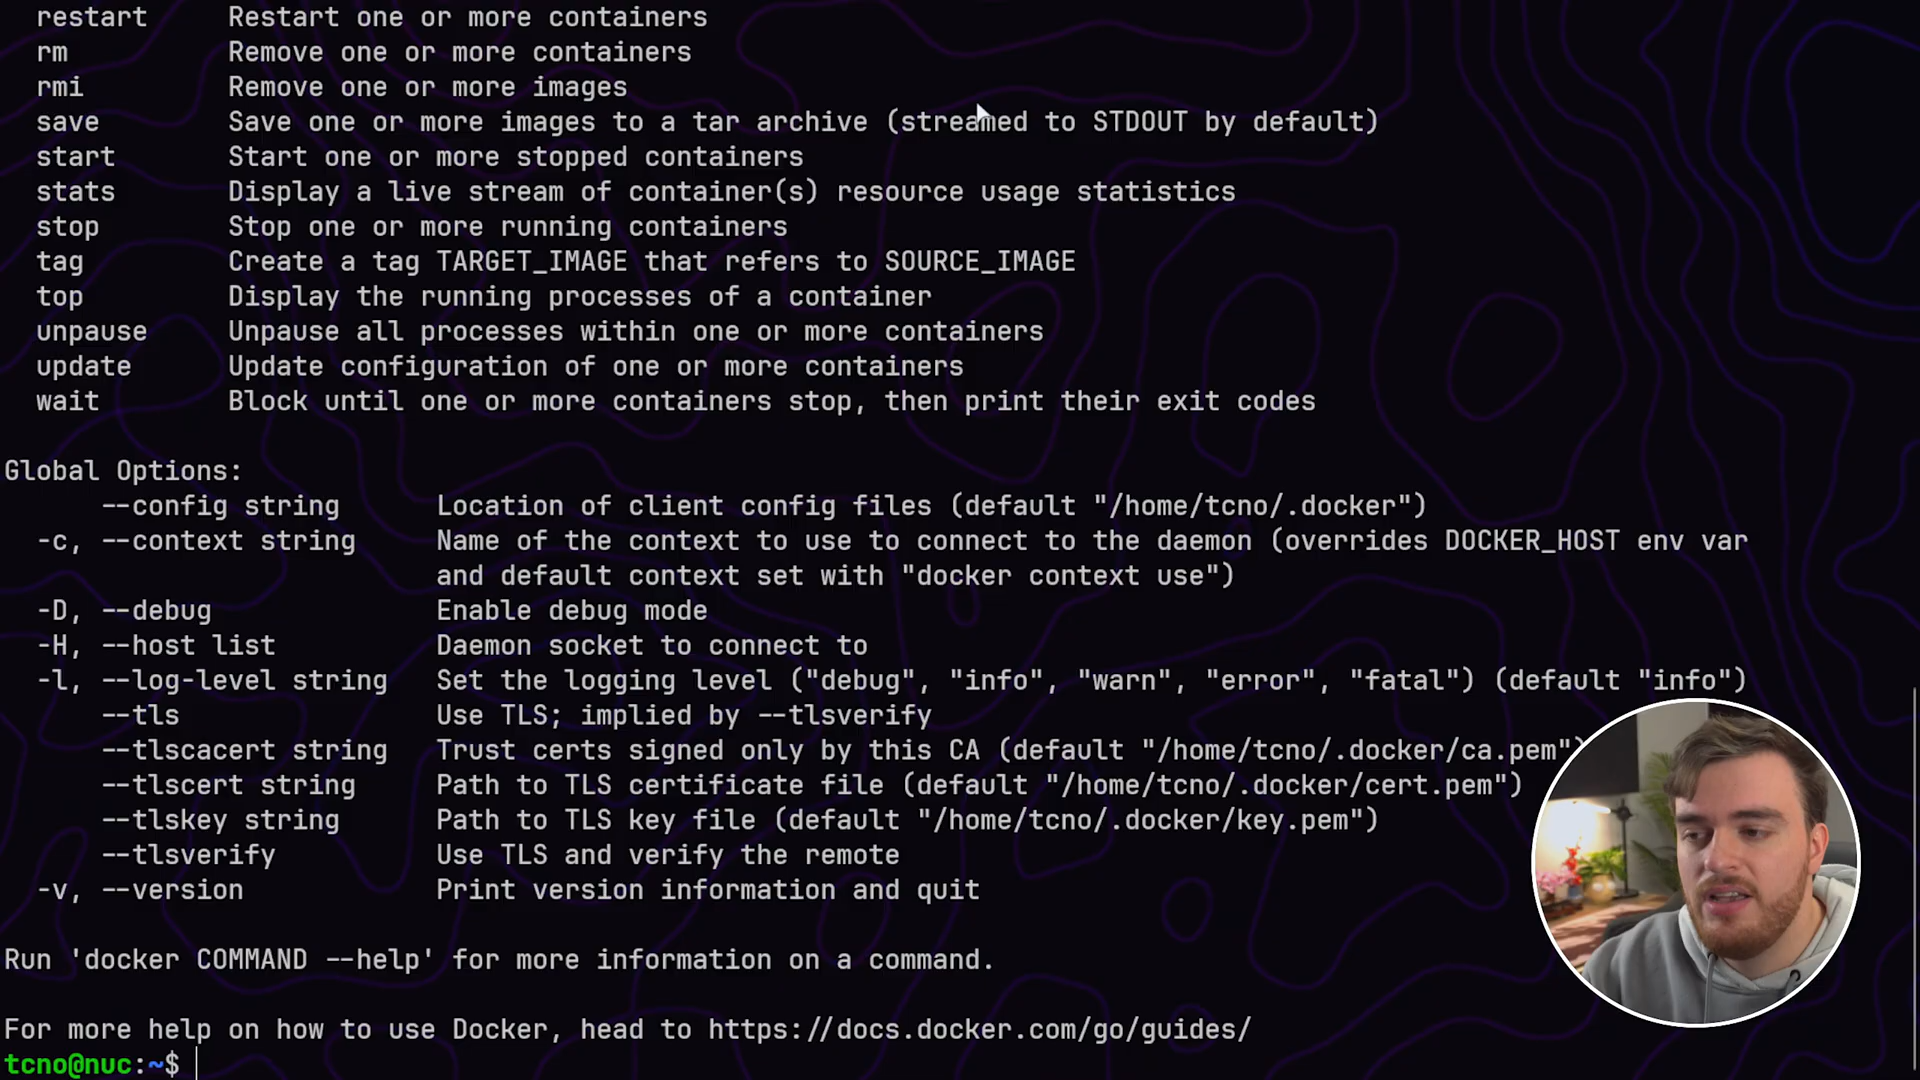 restart Restart one or more containers
rm Remove one or more containers
rmi Remove one or more images
save Save one or more images to a tar archive (streamed to STDOUT by default)
start Start one or more stopped containers
stats Display a live stream of container(s) resource usage statistics
stop Stop one or more running containers
tag Create a tag TARGET_IMAGE that refers to SOURCE_IMAGE
top Display the running processes of a container
unpause Unpause all processes within one or more containers
update Update configuration of one or more containers
wait Block until one or more containers stop, then print their exit codes
Global Options:
--config string Location of client config files (default "/home/tcno/.docker")
-c, --context string Name of the context to use to connect to the daemon (overrides DOCKER_HOST env var
and default context set with "docker context use")
-D, --debug Enable debug mode
-H, --host list Daemon socket to connect to
-l, --log-level string Set the logging level ("debug", "info", "warn", "error", "fatal") (default "info")
--tls Use TLS; implied by --tlsverify
--tlscacert string Trust certs signed only by this CA (default "/home/tcno/.docker/ca.pem")
--tlscert string Path to TLS certificate file (default "/home/tcno/.docker/cert.pem")
--tlskey string Path to TLS key file (default "/home/tcno/.docker/key.pem")
--tlsverify Use TLS and verify the remote
-v, --version Print version information and quit
Run 'docker COMMAND --help' for more information on a command.
For more help on how to use Docker, head to https://docs.docker.com/go/guides/
tcno@nuc:~$